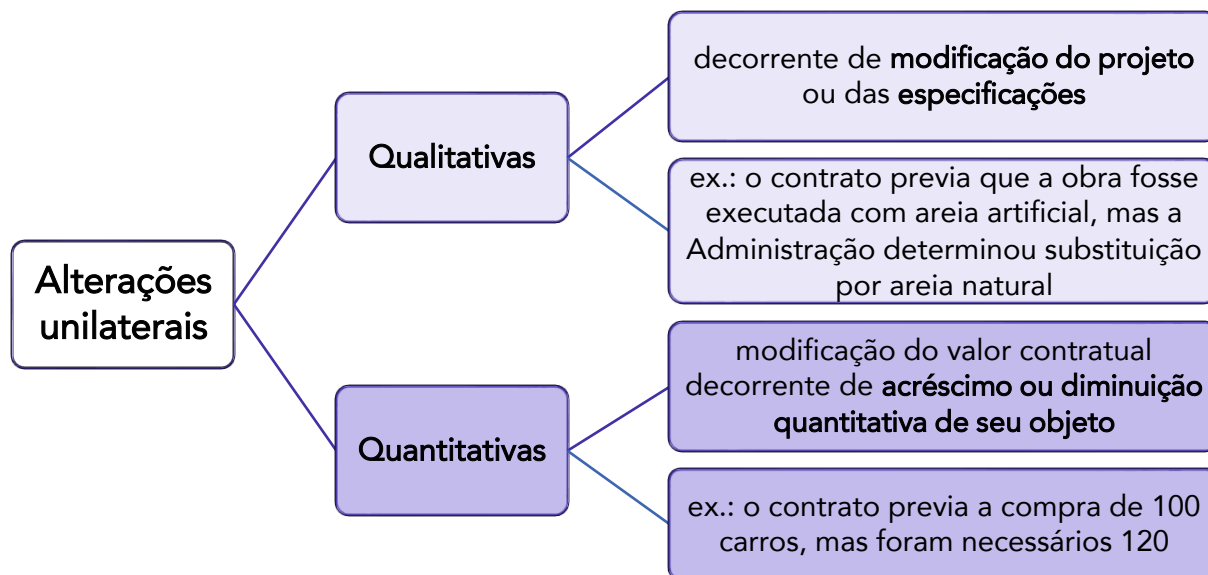 Alterações
unilaterais
Qualitativas
decorrente de modificação do projeto
ou das especificações
ex.: o contrato previa que a obra fosse
executada com areia artificial, mas a
Administração determinou substituição
por areia natural
Quantitativas
modificação do valor contratual
decorrente de acréscimo ou diminuição
quantitativa de seu objeto
ex.: o contrato previa a compra de 100
carros, mas foram necessários 120